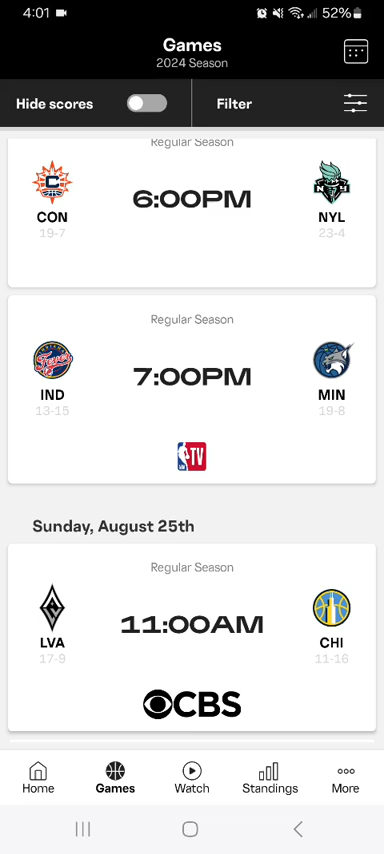 4:01 52%
Games
2024 Season
Hide scores
Filter
Regular Season
6:00PM
CON NYL
19-7 23-4
Regular Season
7:00PM
IND MIN
13-15 19-8
TV
Sunday, August 25th
Regular Season
11:00AM
LVA CHI
17-9 11-16
CBS
Home Games Watch Standings More